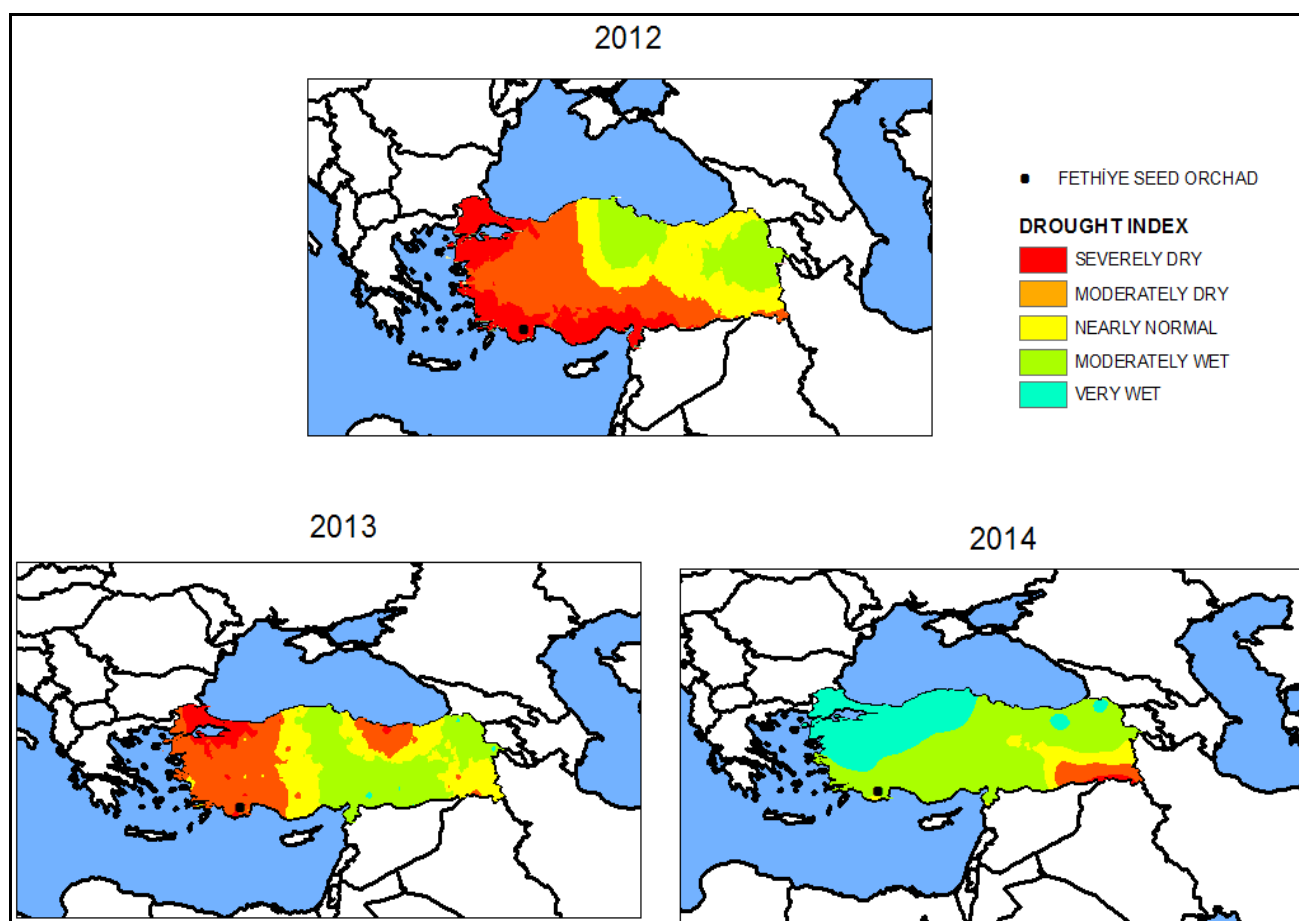 2012
FETHİYE SEED ORCHAD
DROUGHT INDEX
SEVERELY DRY
MODERATELY DRY
NEARLY NORMAL
MODERATELY WET
VERY WET
2013
2014